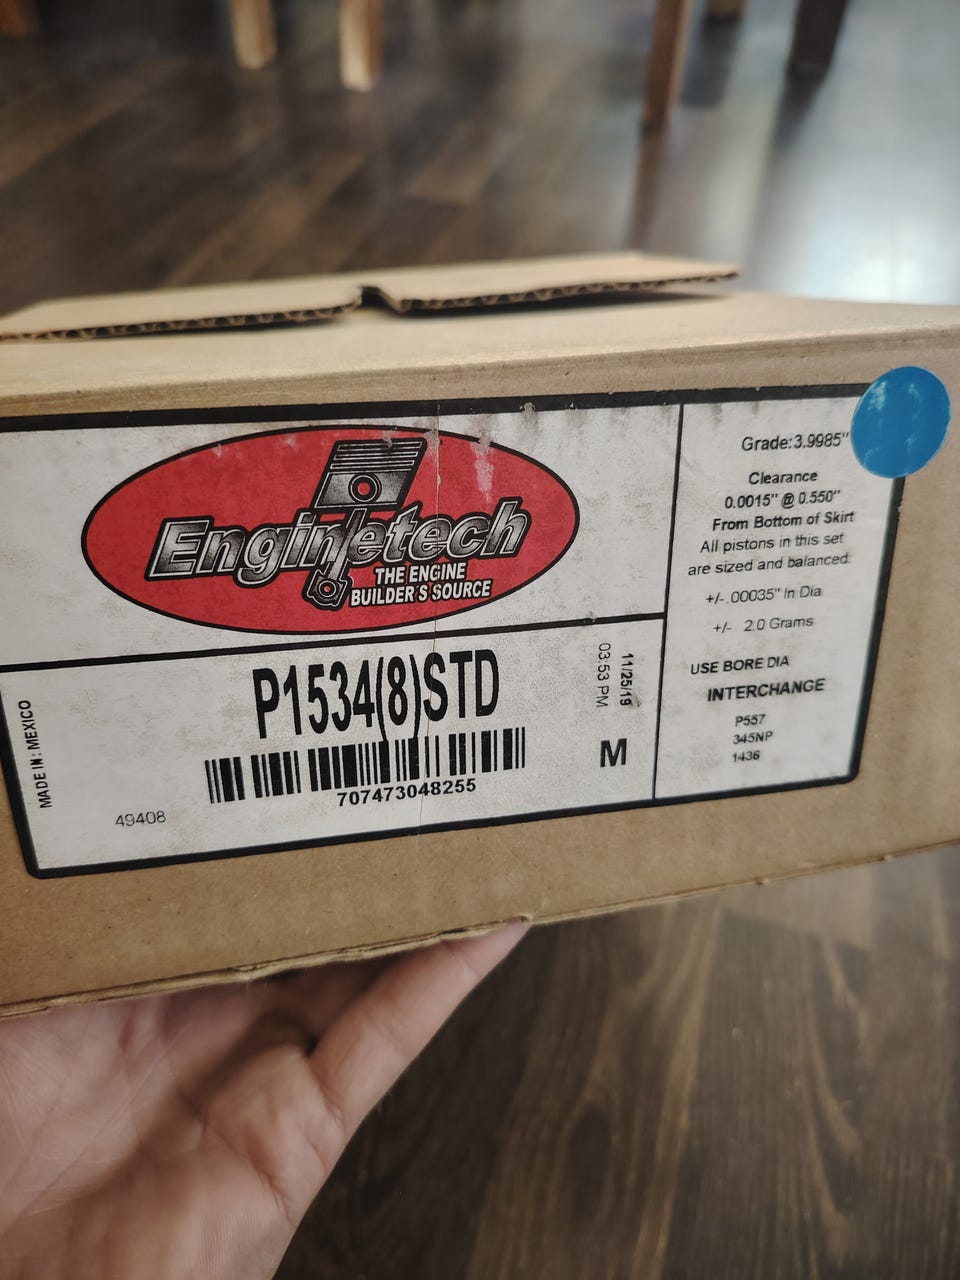 Enginetech
THE ENGINE
BUILDER'S SOURCE
P1534(8)STD
707473048255
MADE IN: MEXICO
49408
11/25/19
03:53 PM
M
Grade:3.9985"
Clearance
0.0015" @ 0.550"
From Bottom of Skirt
All pistons in this set
are sized and balanced
+/-.00035" In Dia
+/- 2.0 Grams
USE BORE DIA
INTERCHANGE
P557
345NP
1436